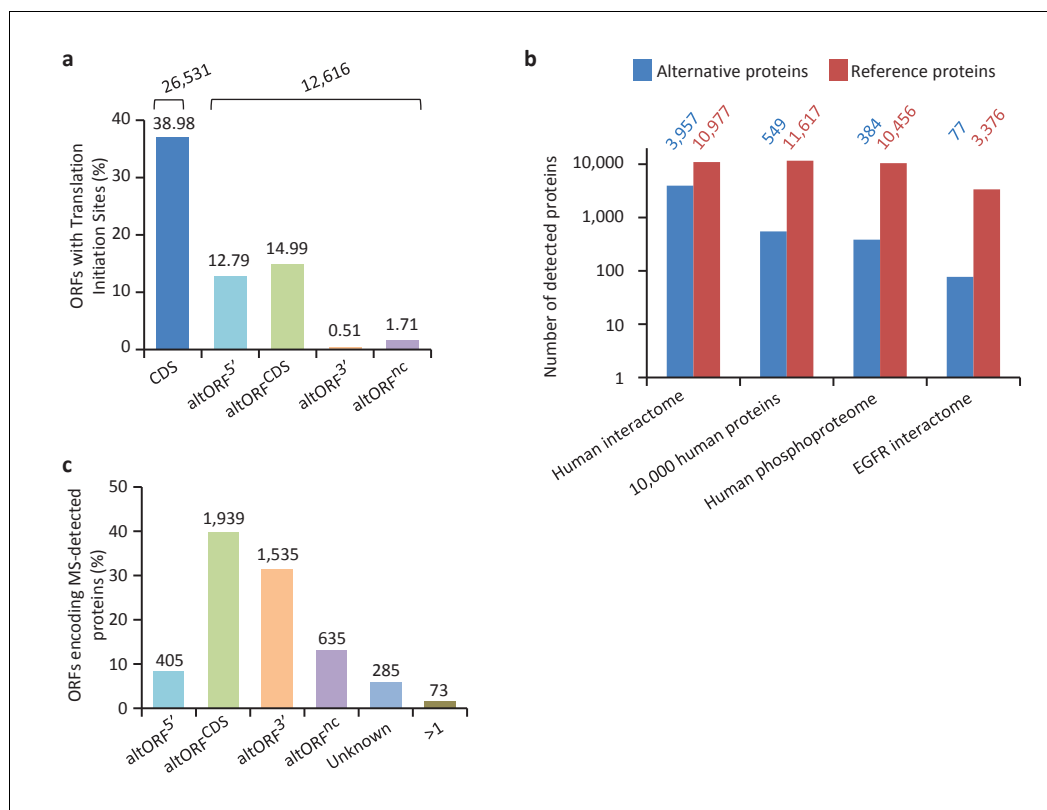 a
26,531
12,616
ORFs with Translation
Initiation Sites (%)
40
30
20
10
0
38.98
12.79
14.99
0.51
1.71
CDS
altORF5'
altORFCDS
altORF3'
altORFnc
b
Alternative proteins
Reference proteins
3,957
10,977
549
11,617
384
10,456
77
3,376
Number of detected proteins
10,000
1,000
100
10
1
Human interactome
10,000 human proteins
Human phosphoproteome
EGFR interactome
c
ORFs encoding MS-detected
proteins (%)
50
40
30
20
10
0
405
1,939
1,535
635
285
73
altORF5'
altORFCDS
altORF3'
altORFnc
Unknown
>1